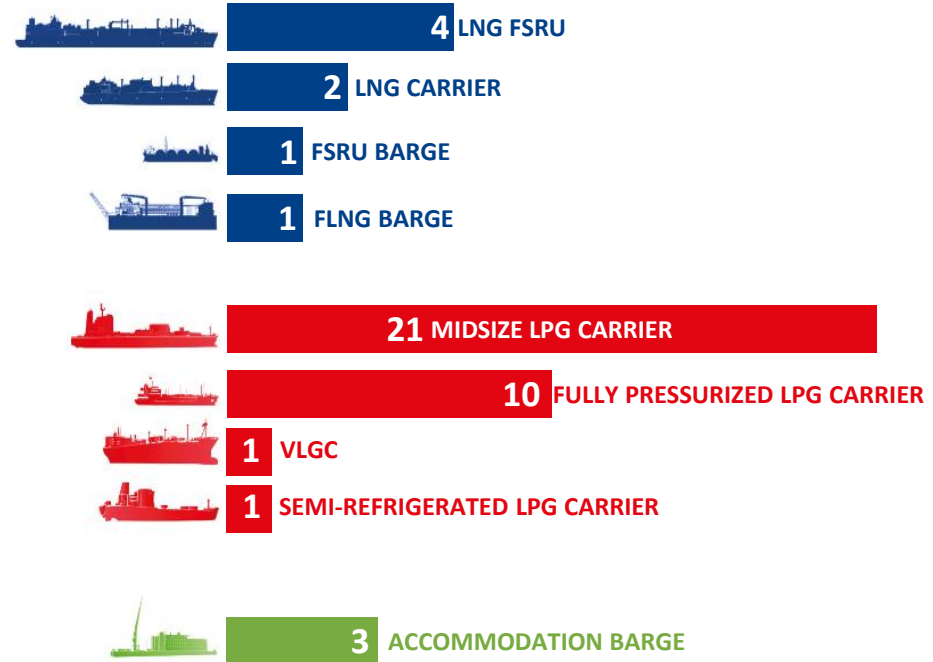 4 LNG FSRU
2 LNG CARRIER
1 FSRU BARGE
1 FLNG BARGE
21 MIDSIZE LPG CARRIER
10 FULLY PRESSURIZED LPG CARRIER
1 VLGC
1 SEMI-REFRIGERATED LPG CARRIER
3 ACCOMMODATION BARGE